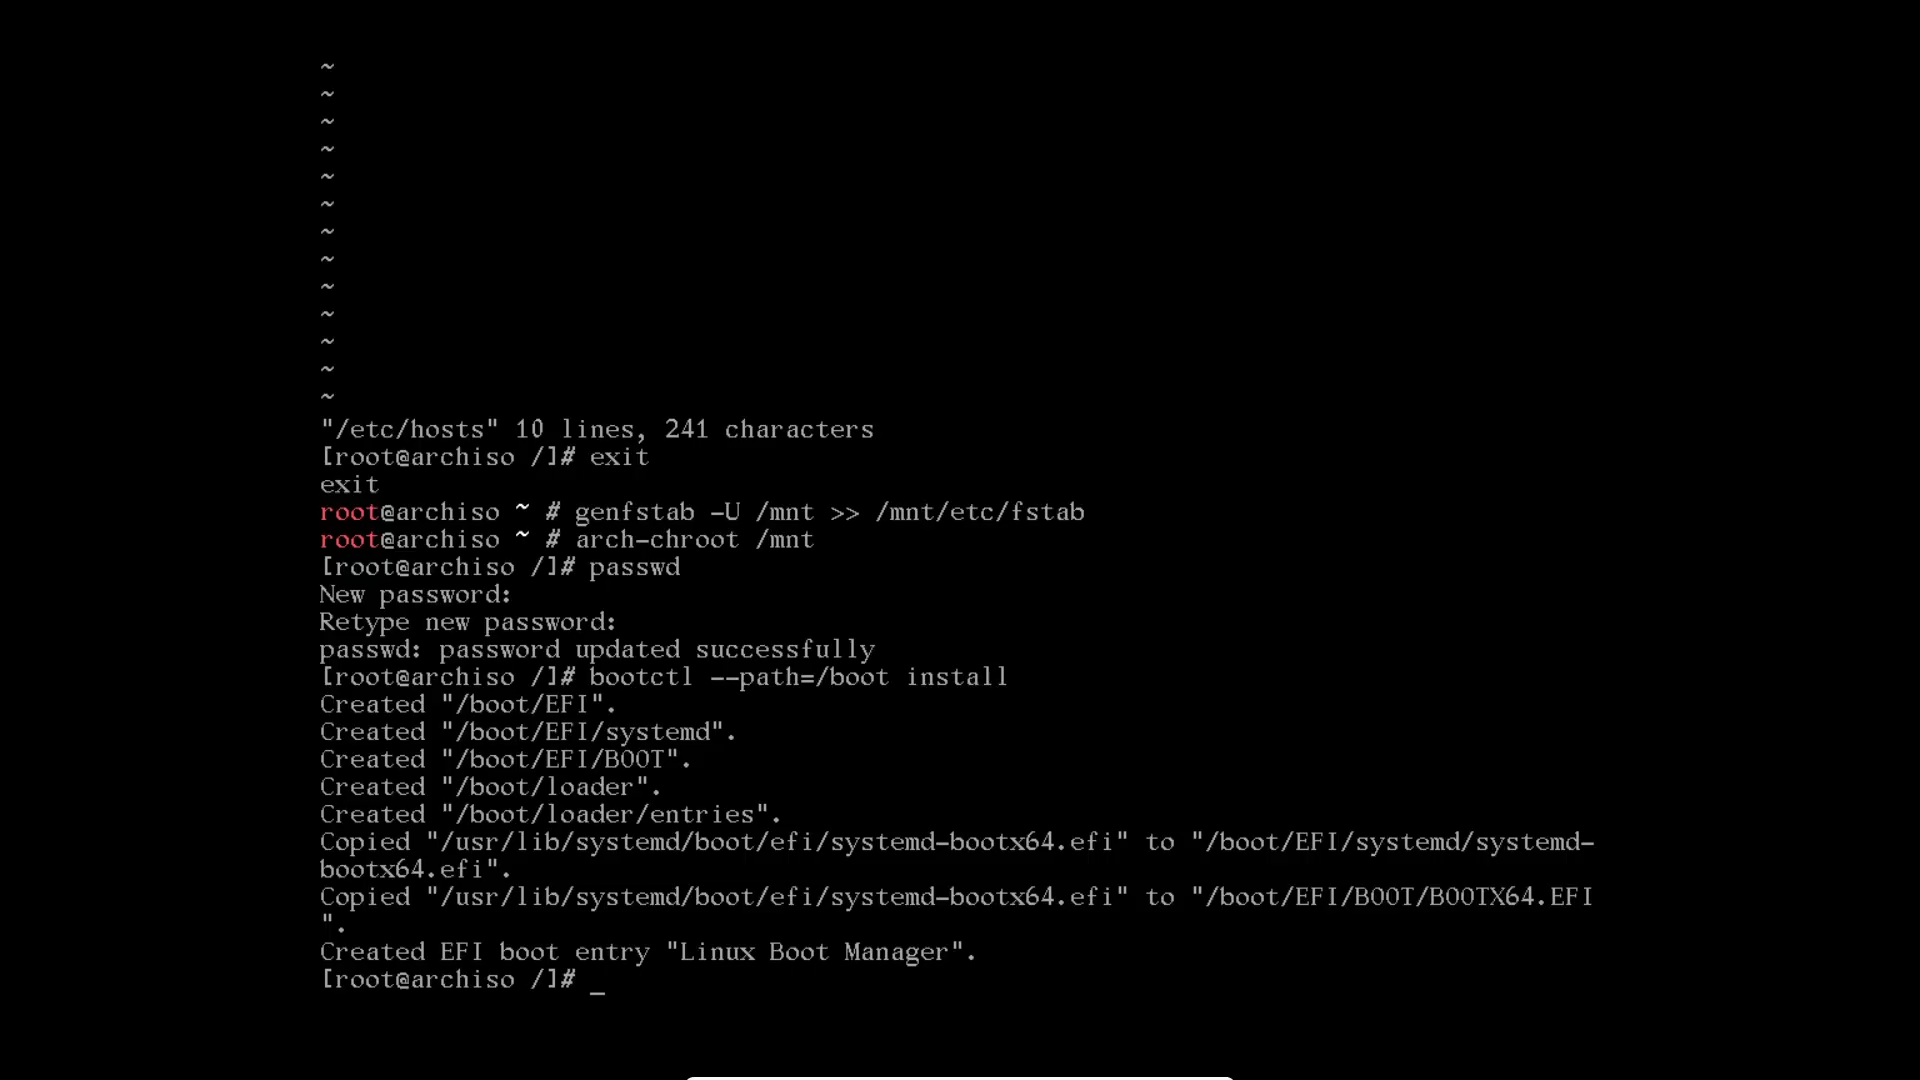 ~
~
~
~
~
~
~
~
~
~
~
~
~
"/etc/hosts" 10 lines, 241 characters
[root@archiso /]# exit
exit
root@archiso ~ # genfstab -U /mnt >> /mnt/etc/fstab
root@archiso ~ # arch-chroot /mnt
[root@archiso /]# passwd
New password:
Retype new password:
passwd: password updated successfully
[root@archiso /]# bootctl --path=/boot install
Created "/boot/EFI".
Created "/boot/EFI/systemd".
Created "/boot/EFI/BOOT".
Created "/boot/loader".
Created "/boot/loader/entries".
Copied "/usr/lib/systemd/boot/efi/systemd-bootx64.efi" to "/boot/EFI/systemd/systemd-
bootx64.efi".
Copied "/usr/lib/systemd/boot/efi/systemd-bootx64.efi" to "/boot/EFI/BOOT/BOOTX64.EFI
".
Created EFI boot entry "Linux Boot Manager".
[root@archiso /]# _